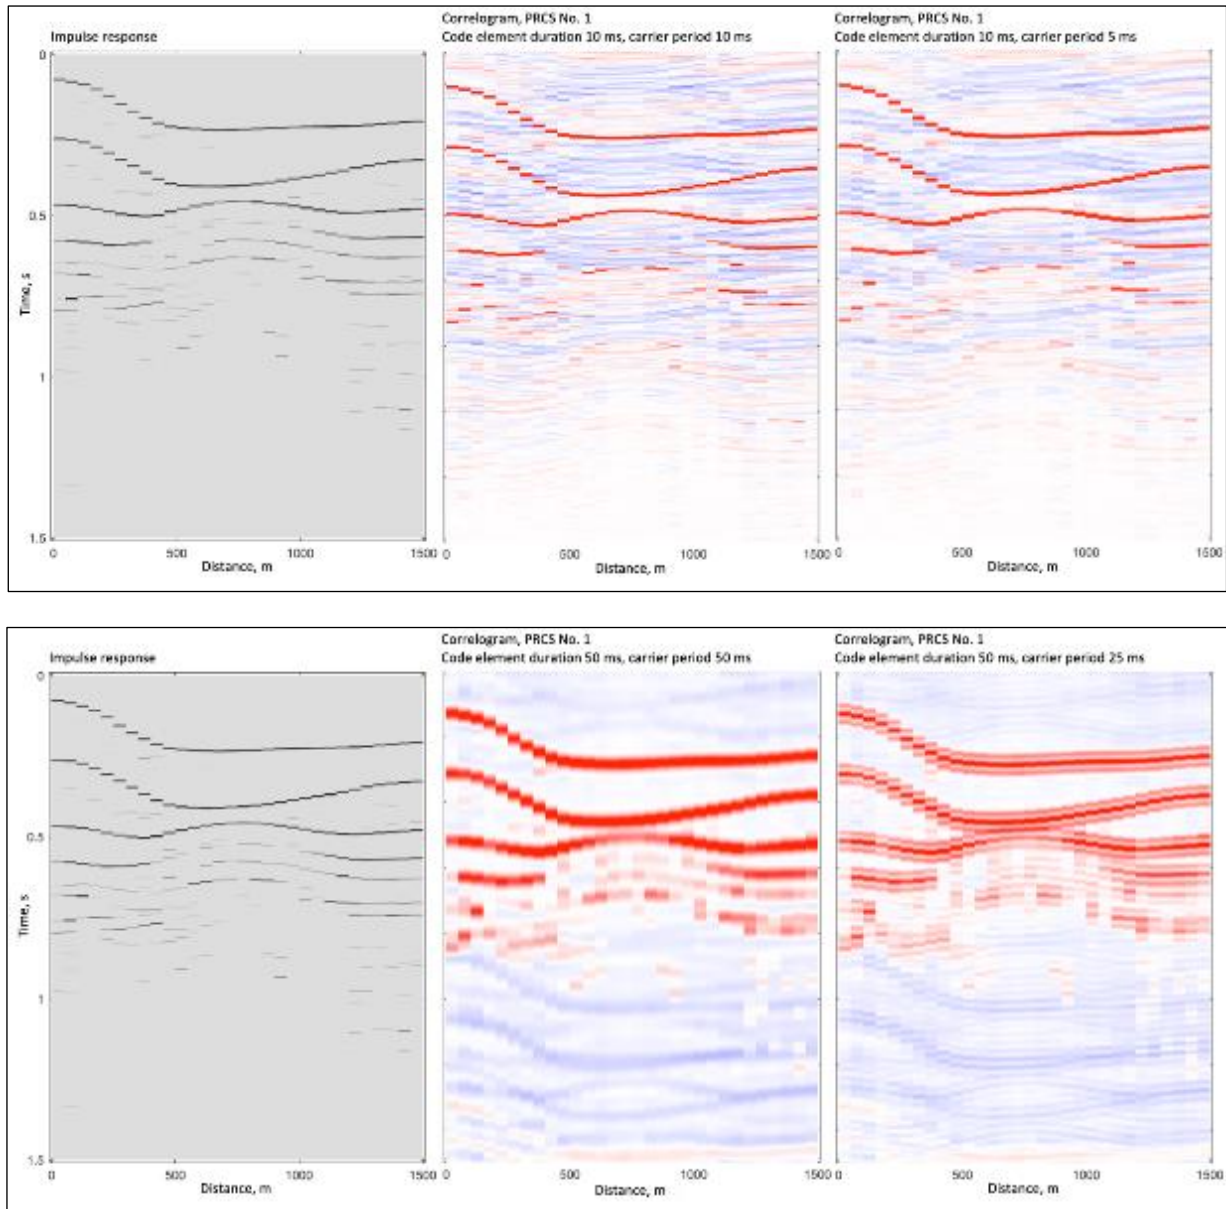 Impulse response
Correlogram, PRCS No. 1
Code element duration 10 ms, carrier period 10 ms
Correlogram, PRCS No. 1
Code element duration 10 ms, carrier period 5 ms
0
0.5
1
1.5
Time, s
0 500 1000 1500
Distance, m
500 1000 1500
Distance, m
0 500 1000 1500
Distance, m
Impulse response
Correlogram, PRCS No. 1
Code element duration 50 ms, carrier period 50 ms
Correlogram, PRCS No. 1
Code element duration 50 ms, carrier period 25 ms
0
0.5
1
1.5
Time, s
0 500 1000 1500
Distance, m
0 500 1000 1500
Distance, m
0 500 1000 1500
Distance, m